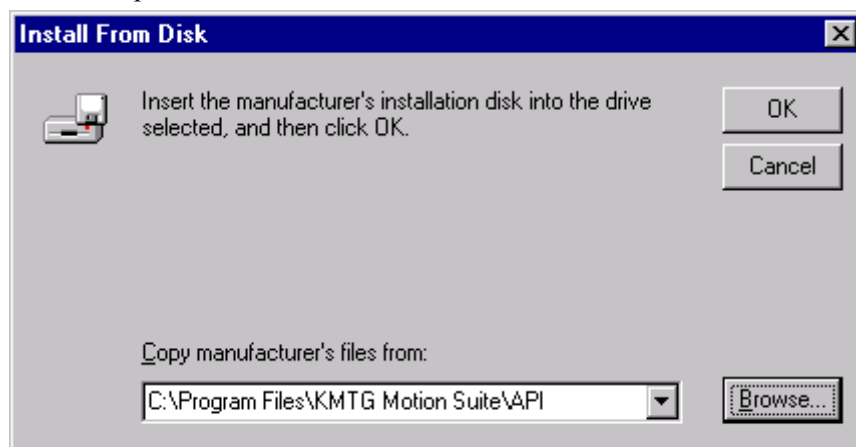 Install From Disk
Insert the manufacturer's installation disk into the drive
selected, and then click OK.
OK
Cancel
Copy manufacturer's files from:
C:\Program Files\KMTG Motion Suite\API
Browse...